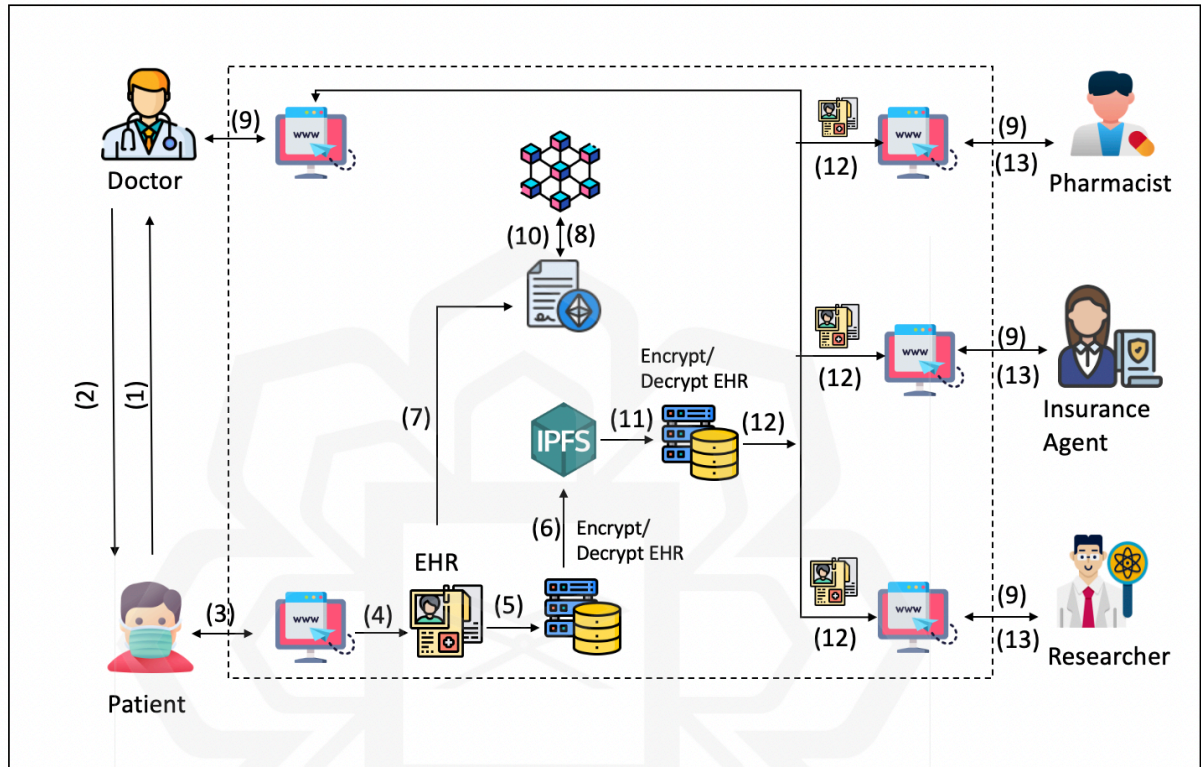 (9)
www
Doctor
(10)
(8)
(12)
www
(9)
(13)
Pharmacist
(2)
(1)
(7)
Encrypt/
Decrypt EHR
IPFS
(11)
(12)
(12)
www
(9)
(13)
Insurance
Agent
(6)
Encrypt/
Decrypt EHR
EHR
(3)
www
(4)
(5)
Patient
(12)
www
(9)
(13)
Researcher